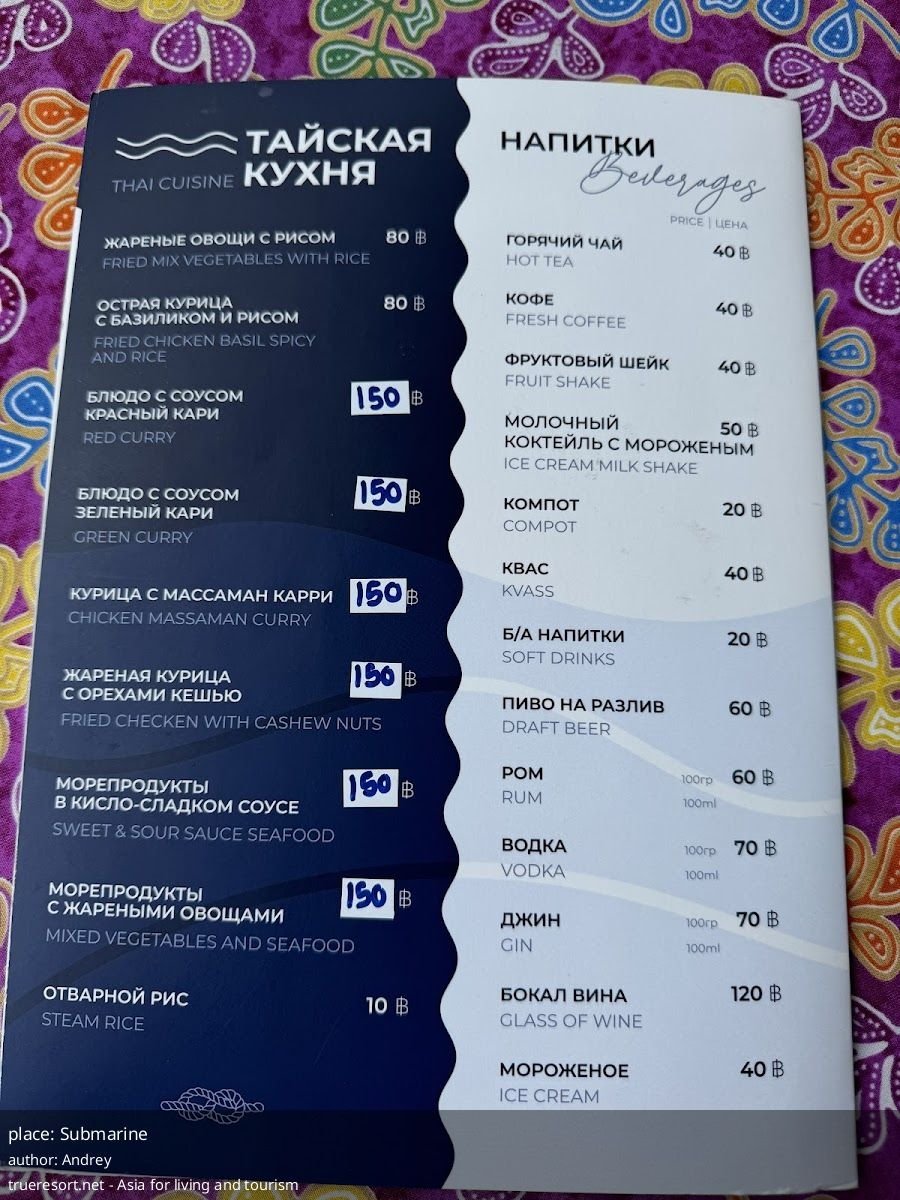 ТАЙСКАЯ
THAI CUISINE КУХНЯ
ЖАРЕНЫЕ ОВОЩИ С РИСОМ 80 ฿
FRIED MIX VEGETABLES WITH RICE
ОСТРАЯ КУРИЦА
С БАЗИЛИКОМ И РИСОМ 80 ฿
FRIED CHICKEN BASIL SPICY
AND RICE
БЛЮДО С СОУСОМ
КРАСНЫЙ КАРИ 150 ฿
RED CURRY
БЛЮДО С СОУСОМ
ЗЕЛЕНЫЙ КАРИ 150 ฿
GREEN CURRY
КУРИЦА С МАССАМАН КАРРИ 150 ฿
CHICKEN MASSAMAN CURRY
ЖАРЕНАЯ КУРИЦА
С ОРЕХАМИ КЕШЬЮ 150 ฿
FRIED CHECKEN WITH CASHEW NUTS
МОРЕПРОДУКТЫ
В КИСЛО-СЛАДКОМ СОУСЕ 150 ฿
SWEET & SOUR SAUCE SEAFOOD
МОРЕПРОДУКТЫ
С ЖАРЕНЫМИ ОВОЩАМИ 150 ฿
MIXED VEGETABLES AND SEAFOOD
ОТВАРНОЙ РИС 10 ฿
STEAM RICE
НАПИТКИ
Beverages
PRICE | ЦЕНА
ГОРЯЧИЙ ЧАЙ 40 ฿
HOT TEA
КОФЕ 40 ฿
FRESH COFFEE
ФРУКТОВЫЙ ШЕЙК 40 ฿
FRUIT SHAKE
МОЛОЧНЫЙ 50 ฿
КОКТЕЙЛЬ С МОРОЖЕНЫМ
ICE CREAM MILK SHAKE
КОМПОТ 20 ฿
COMPOT
КВАС 40 ฿
KVASS
Б/А НАПИТКИ 20 ฿
SOFT DRINKS
ПИВО НА РАЗЛИВ 60 ฿
DRAFT BEER
РОМ 100гр 60 ฿
RUM 100ml
ВОДКА 100гр 70 ฿
VODKA 100ml
ДЖИН 100гр 70 ฿
GIN 100ml
БОКАЛ ВИНА 120 ฿
GLASS OF WINE
МОРОЖЕНОЕ 40 ฿
ICE CREAM
place: Submarine
author: Andrey
trueresort.net - Asia for living and tourism